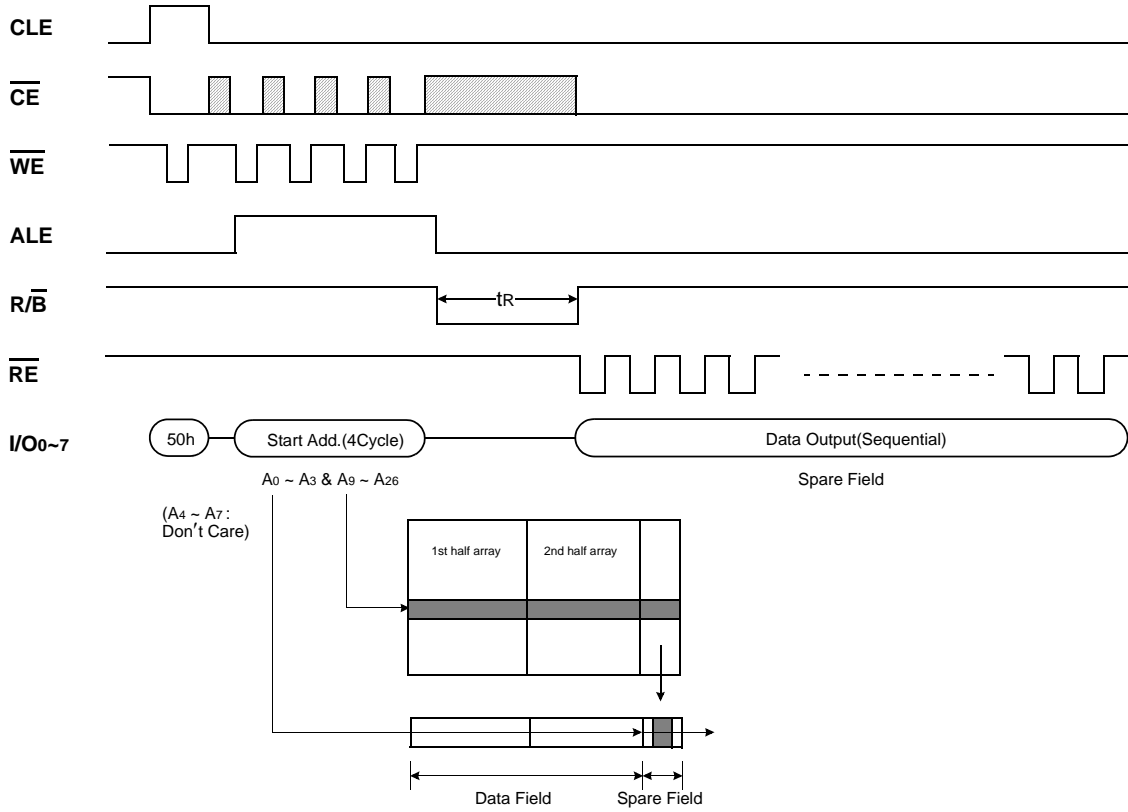 CLE
CE
WE
ALE
R/B
tR
RE
I/O0~7
50h
Start Add.(4Cycle)
Data Output(Sequential)
A0 ~ A3 & A9 ~ A26
Spare Field
(A4 ~ A7 :
Don't Care)
1st half array
2nd half array
Data Field
Spare Field